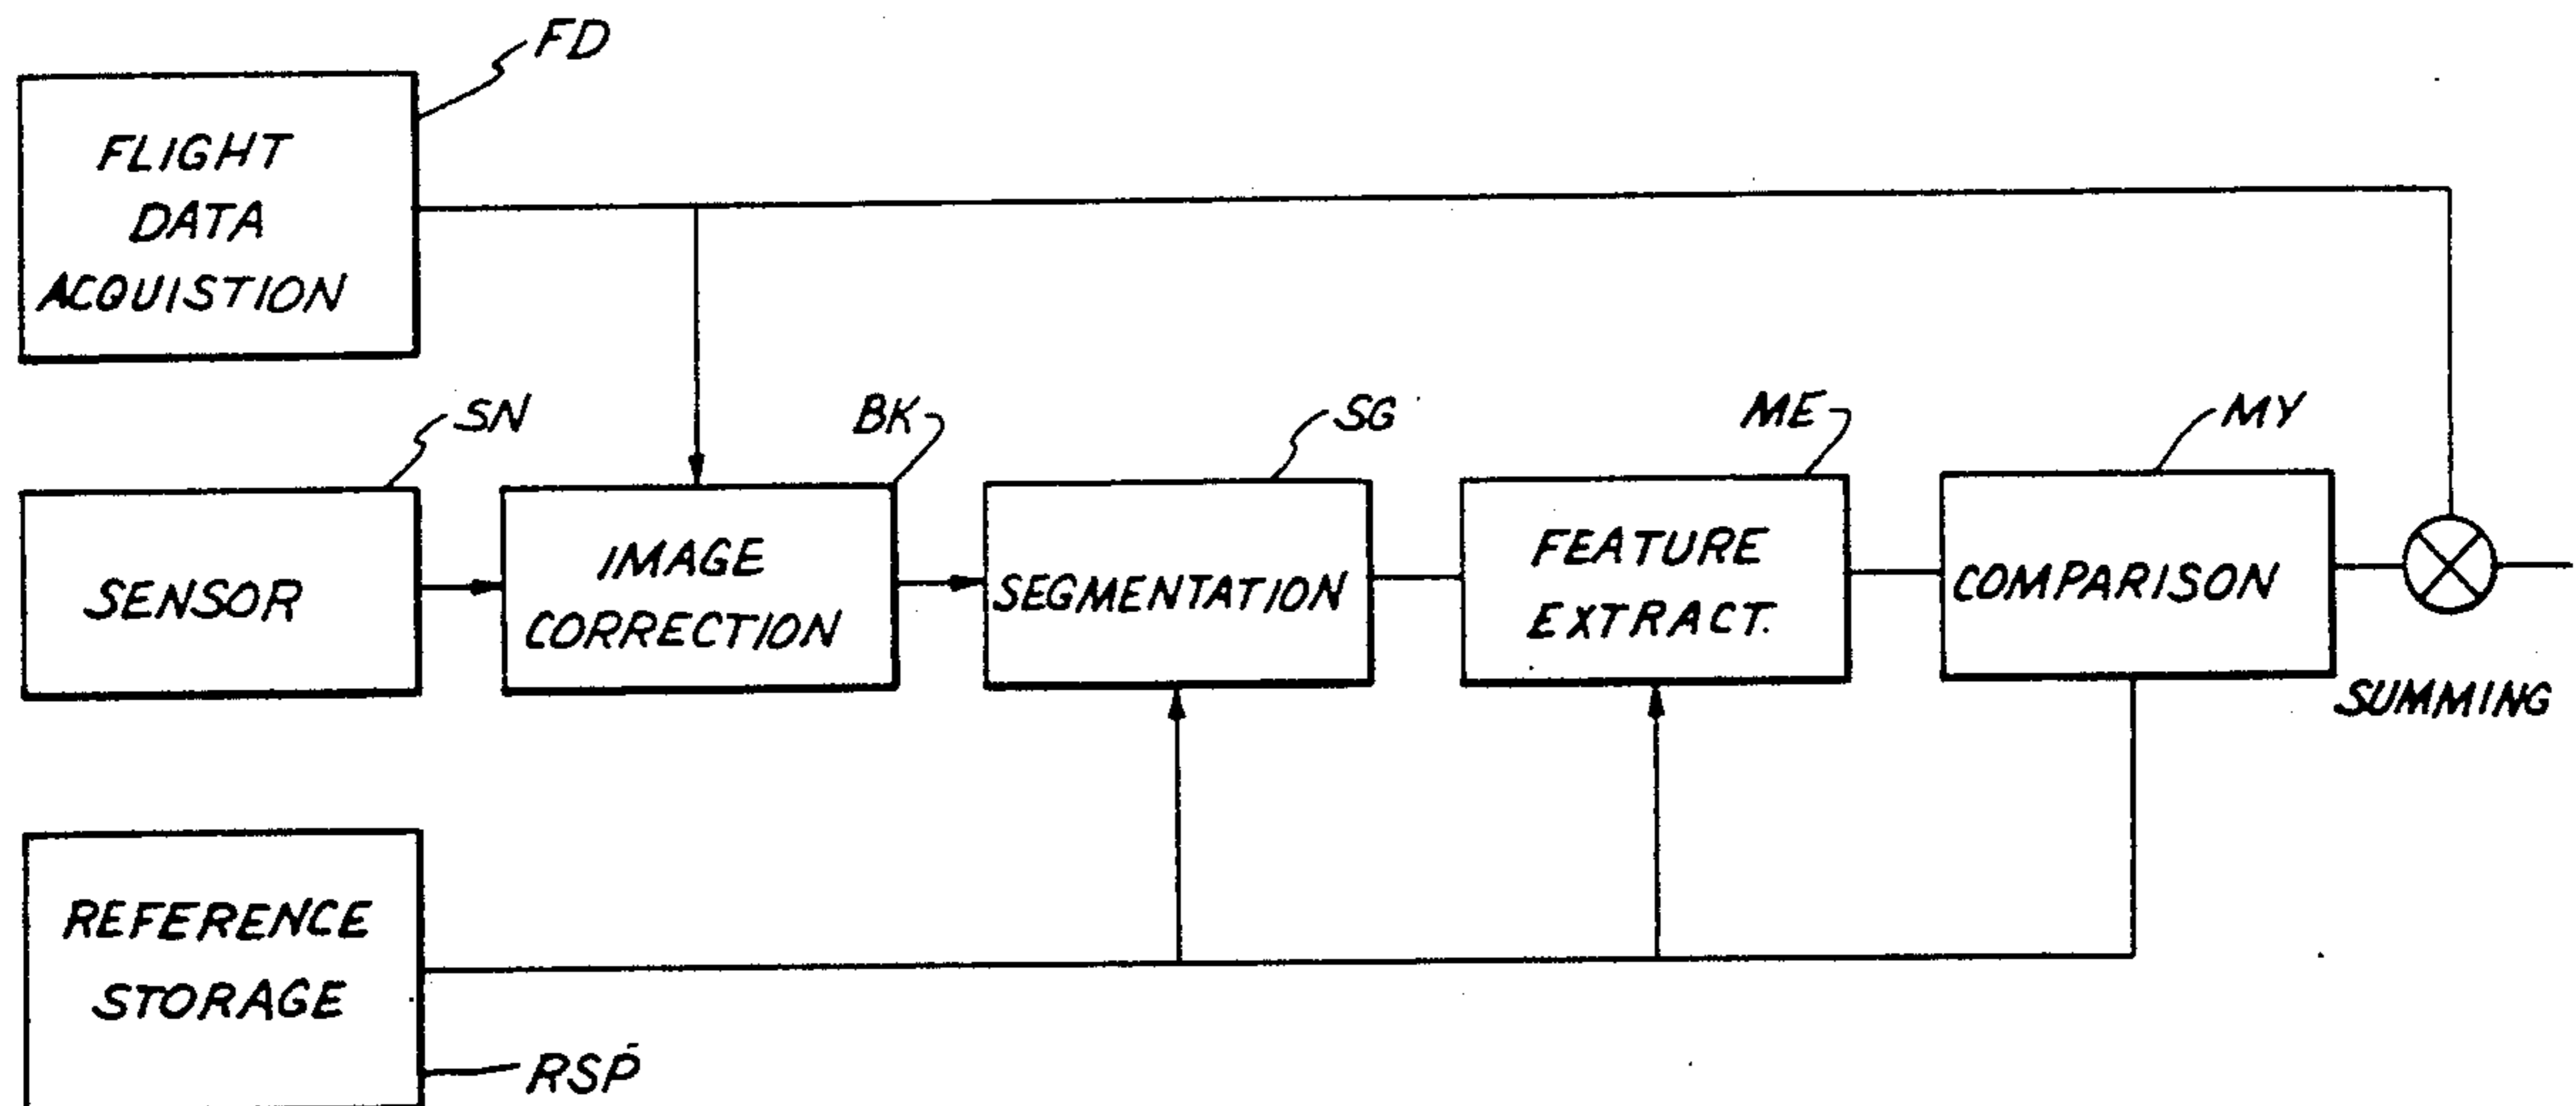 FD
FLIGHT
DATA
ACQUISTION
SN
BK
SG
ME
MY
SENSOR
IMAGE
CORRECTION
SEGMENTATION
FEATURE
EXTRACT.
COMPARISON
SUMMING
REFERENCE
STORAGE
RSP